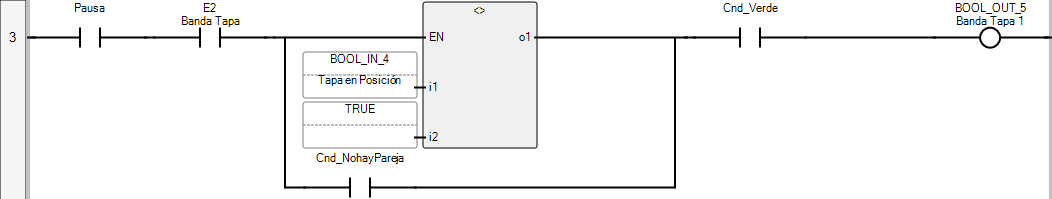 Pausa
E2
Banda Tapa
<>
Cnd_Verde
BOOL_OUT_5
Banda Tapa 1
3
EN
o1
BOOL_IN_4
Tapa en Posición
i1
TRUE
i2
Cnd_NohayPareja